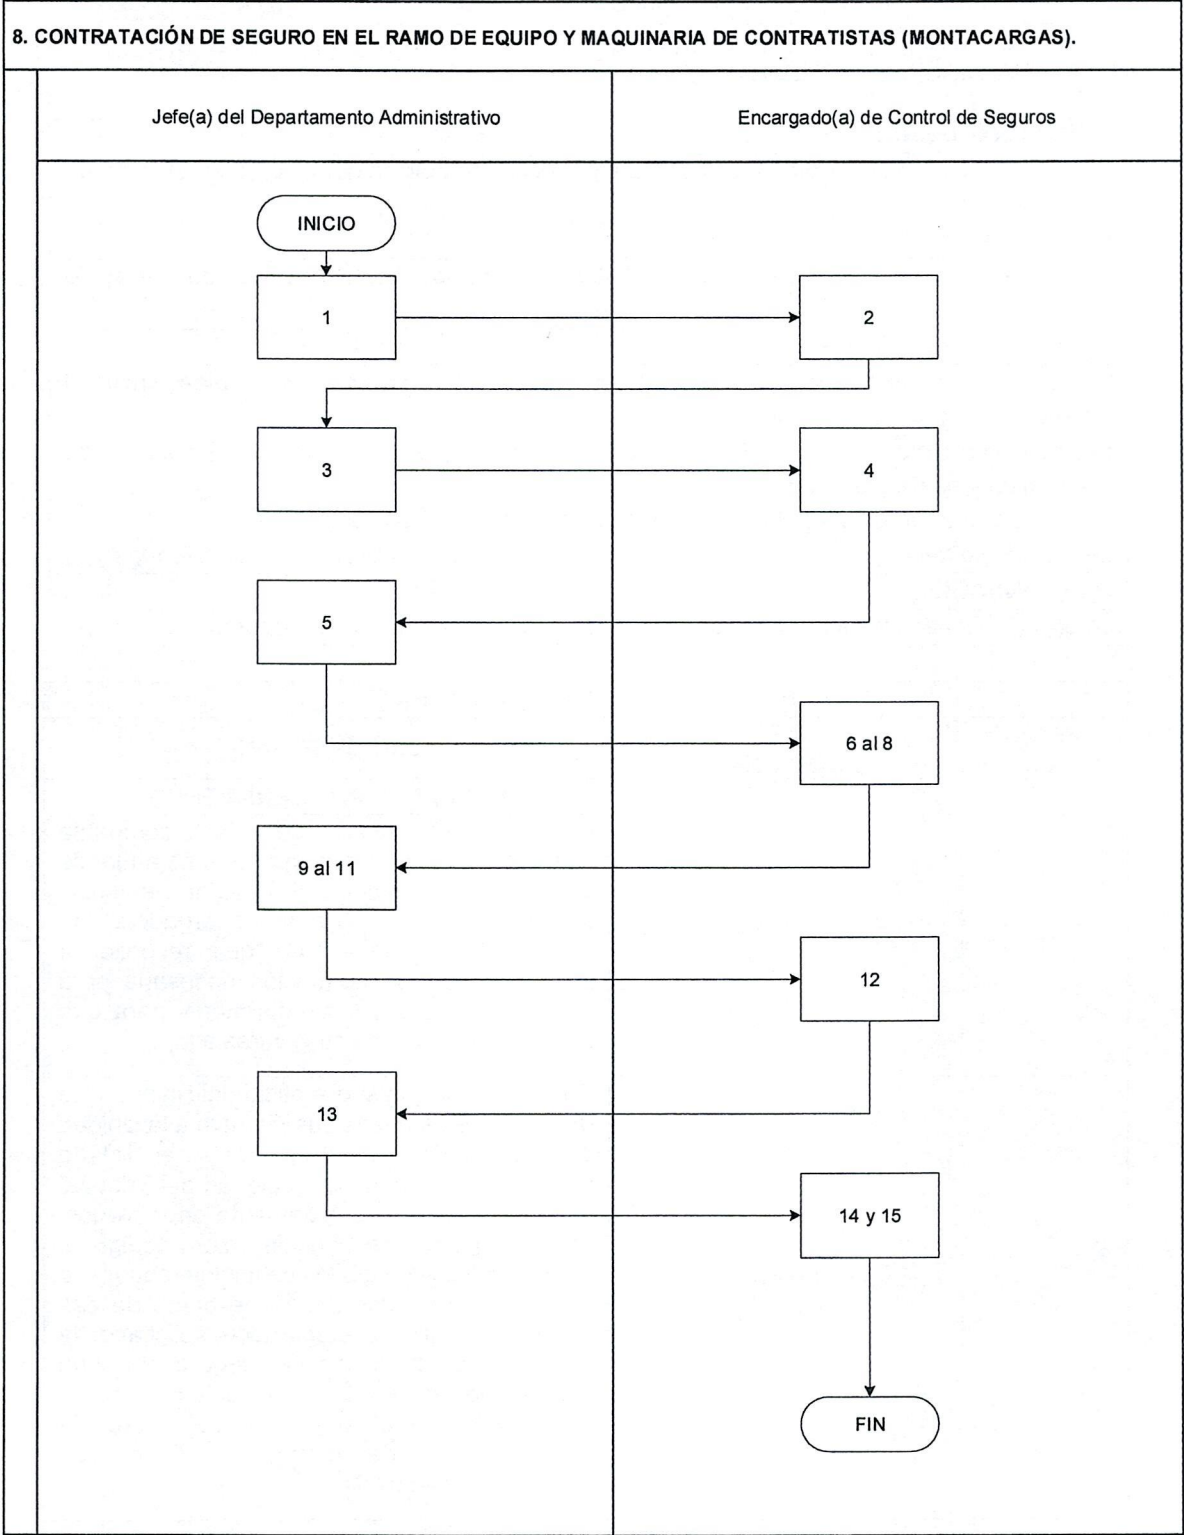 8. CONTRATACIÓN DE SEGURO EN EL RAMO DE EQUIPO Y MAQUINARIA DE CONTRATISTAS (MONTACARGAS).
Jefe(a) del Departamento Administrativo
Encargado(a) de Control de Seguros
INICIO
1
2
3
4
5
6 al 8
9 al 11
12
13
14 y 15
FIN